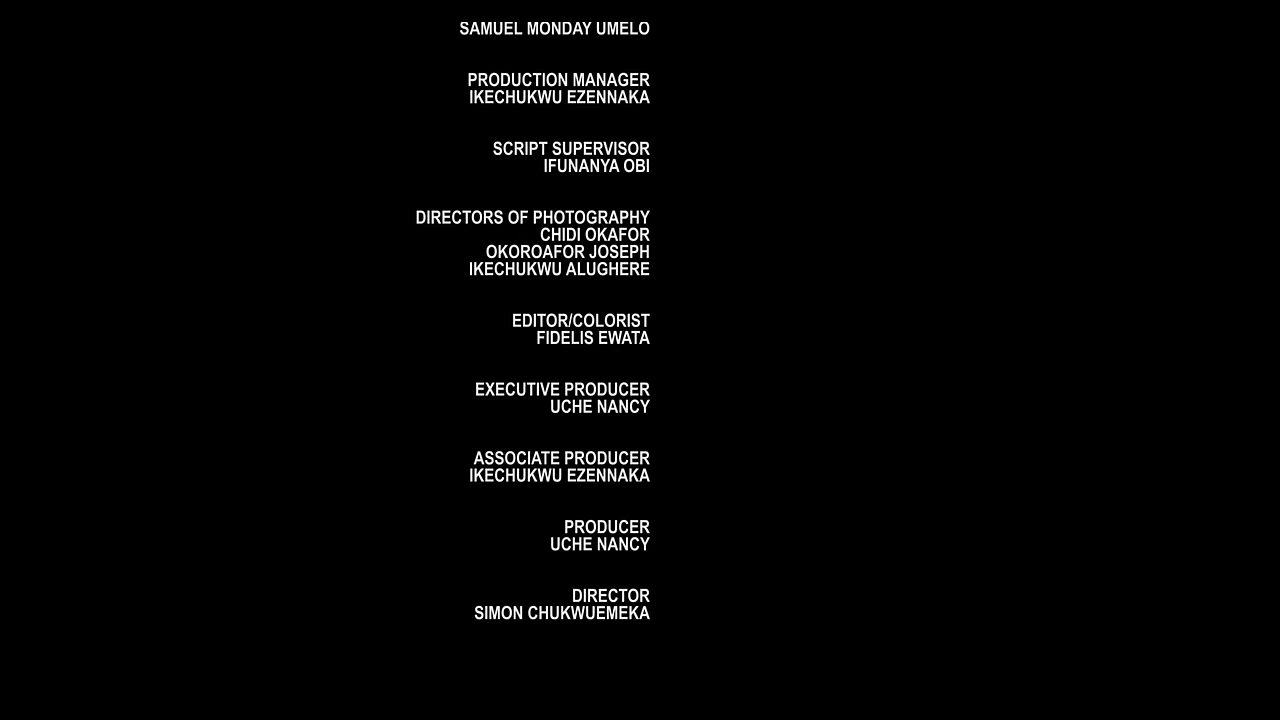 SAMUEL MONDAY UMELO
PRODUCTION MANAGER
IKECHUKWU EZENNAKA
SCRIPT SUPERVISOR
IFUNANYA OBI
DIRECTORS OF PHOTOGRAPHY
CHIDI OKAFOR
OKOROAFOR JOSEPH
IKECHUKWU ALUGHERE
EDITOR/COLORIST
FIDELIS EWATA
EXECUTIVE PRODUCER
UCHE NANCY
ASSOCIATE PRODUCER
IKECHUKWU EZENNAKA
PRODUCER
UCHE NANCY
DIRECTOR
SIMON CHUKWUEMEKA